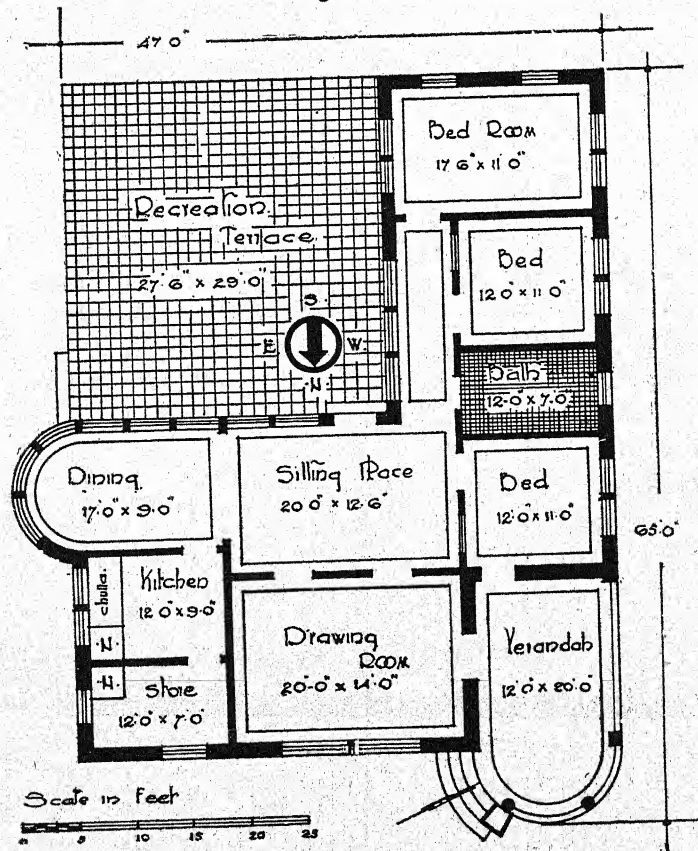 47'0"
Bed Room
17'6" x 11'0"
Recreation
Terrace
27'6" x 29'0"
Bed
12'0" x 11'0"
S.
E
W.
N
Bath
12'-0" x 7'.0"
Dining
17'0" x 9'0"
Sitting Place
20'0" x 12'.6"
Bed
12'0" x 11'.0"
65'.0"
chulla.
Kitchen
12'0" x 9'0"
.N.
.N.
Store
12'.0" x 7'0"
Drawing
Room
20'-0" x 14'.0"
Verandah
12'0" x 20'.0"
Scale in Feet
0 5 10 15 20 25